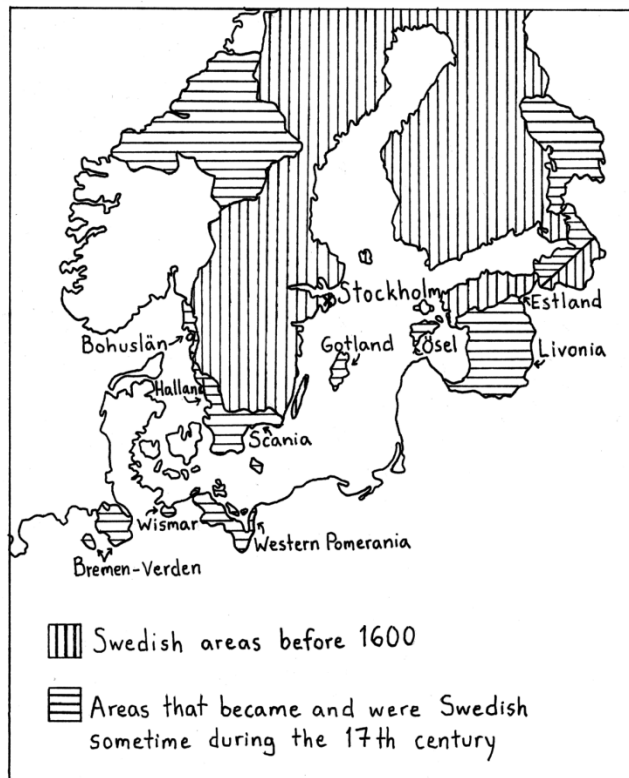 Stockholm
Estland
Bohuslän
Gotland
Ösel
Livonia
Halland
Scania
Wismar
Western Pomerania
Bremen-Verden
Swedish areas before 1600
Areas that became and were Swedish
sometime during the 17th century